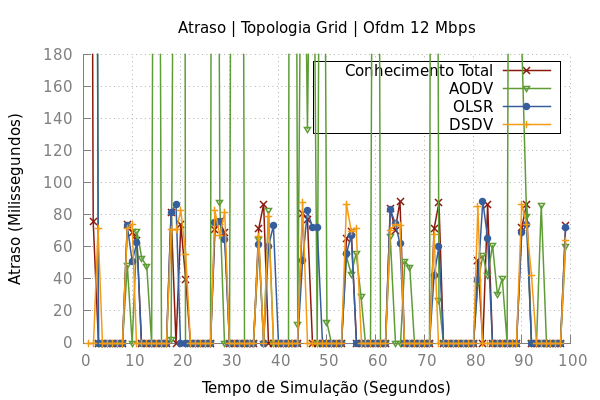 Atraso | Topologia Grid | Ofdm 12 Mbps
Atraso (Milissegundos)
180
160
140
120
100
80
60
40
20
0
Conhecimento Total
AODV
OLSR
DSDV
0 10 20 30 40 50 60 70 80 90 100
Tempo de Simulação (Segundos)